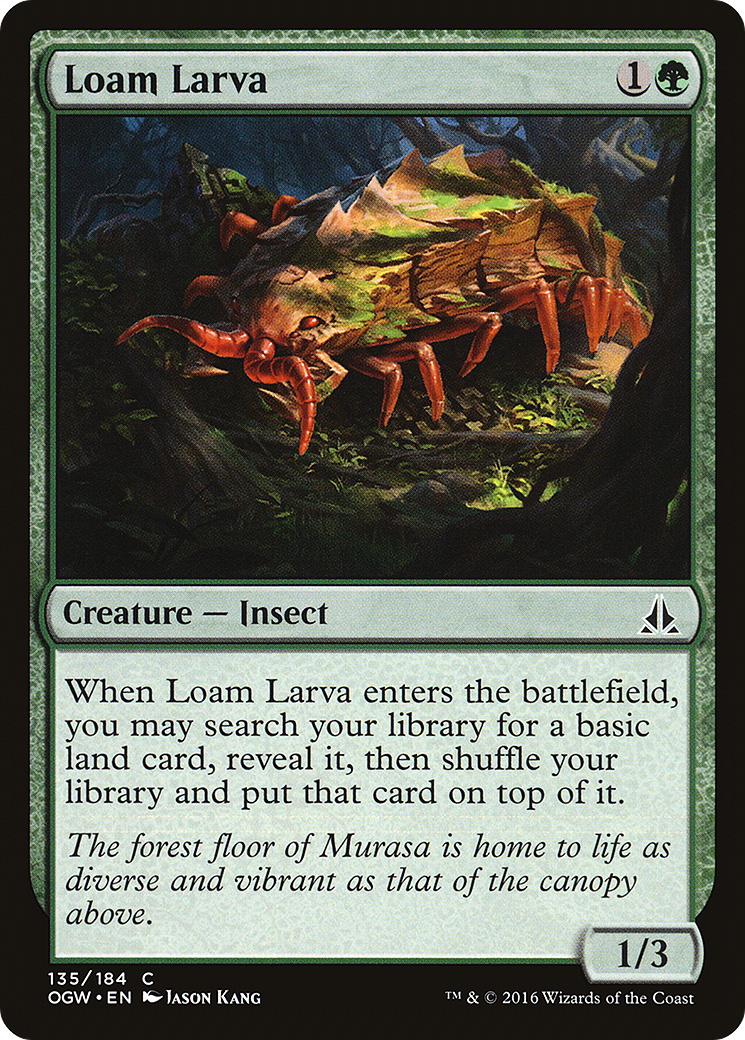 Loam Larva 1
Creature — Insect
When Loam Larva enters the battlefield,
you may search your library for a basic
land card, reveal it, then shuffle your
library and put that card on top of it.
The forest floor of Murasa is home to life as
diverse and vibrant as that of the canopy
above.
1/3
135/184 C
OGW • EN Jason Kang
™ & © 2016 Wizards of the Coast